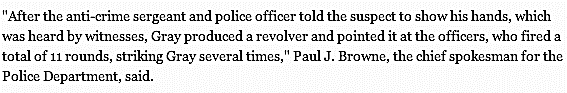 "After the anti-crime sergeant and police officer told the suspect to show his hands, which
was heard by witnesses, Gray produced a revolver and pointed it at the officers, who fired a
total of 11 rounds, striking Gray several times," Paul J. Browne, the chief spokesman for the
Police Department, said.